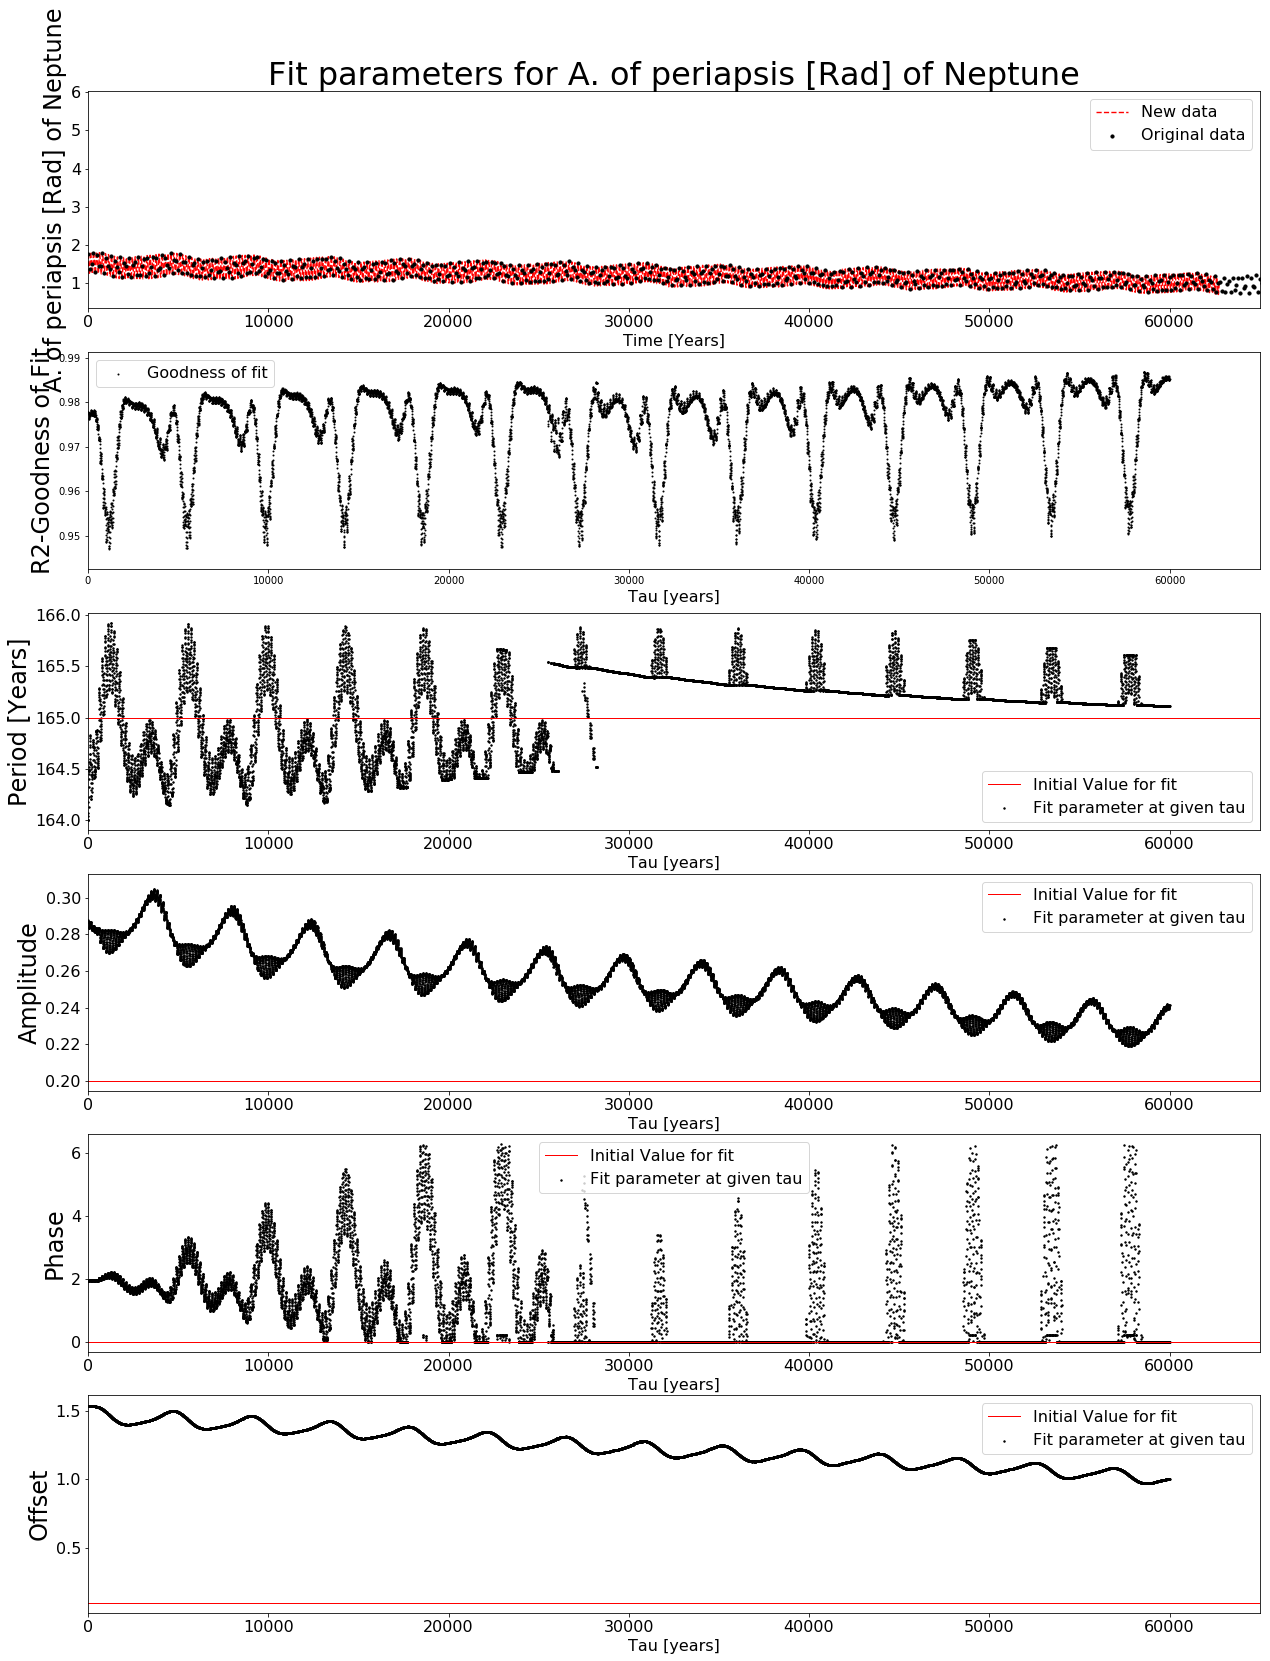 Fit parameters for A. of periapsis [Rad] of Neptune
A. of periapsis [Rad] of Neptune
6
5
4
3
2
1
New data
Original data
0 10000 20000 30000 40000 50000 60000
Time [Years]
R2-Goodness of Fit
0.99
0.98
0.97
0.96
0.95
Goodness of fit
0 10000 20000 30000 40000 50000 60000
Tau [years]
Period [Years]
166.0
165.5
165.0
164.5
164.0
Initial Value for fit
Fit parameter at given tau
0 10000 20000 30000 40000 50000 60000
Tau [years]
Amplitude
0.30
0.28
0.26
0.24
0.22
0.20
Initial Value for fit
Fit parameter at given tau
0 10000 20000 30000 40000 50000 60000
Tau [years]
Phase
6
4
2
0
Initial Value for fit
Fit parameter at given tau
0 10000 20000 30000 40000 50000 60000
Tau [years]
Offset
1.5
1.0
0.5
Initial Value for fit
Fit parameter at given tau
0 10000 20000 30000 40000 50000 60000
Tau [years]